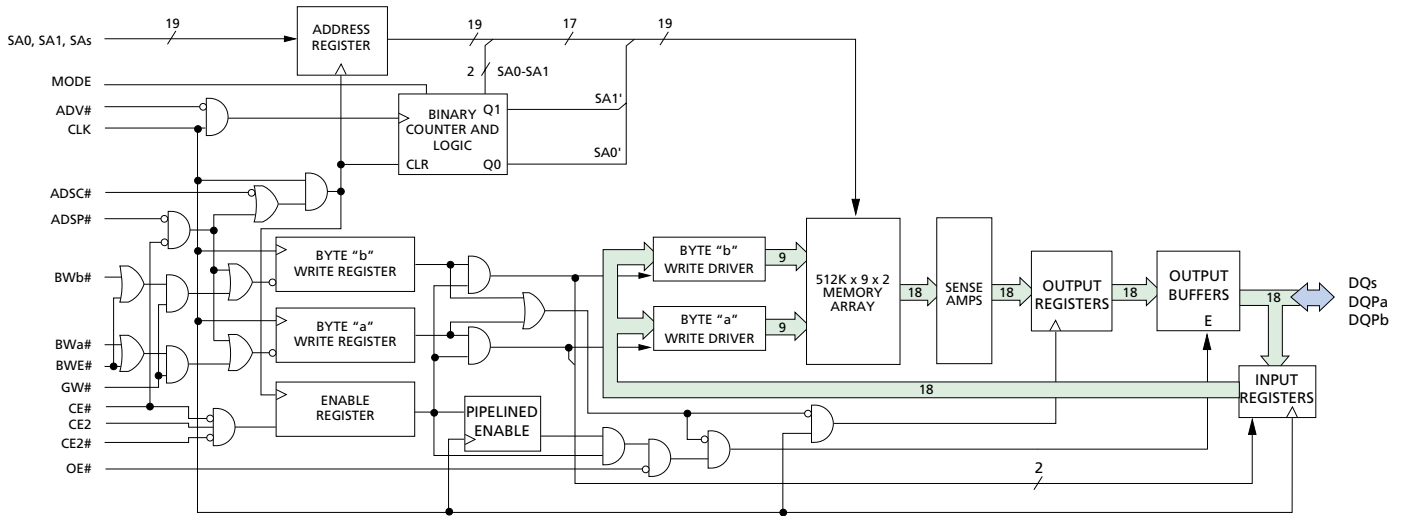 SA0, SA1, SAs
19
ADDRESS
REGISTER
19
17
19
2
SA0-SA1
MODE
ADV#
CLK
BINARY
COUNTER AND
LOGIC
Q1
CLR
Q0
SA1'
SA0'
ADSC#
ADSP#
BYTE “b”
WRITE REGISTER
BWb#
BYTE “a”
WRITE REGISTER
BWa#
BWE#
GW#
CE#
CE2
CE2#
OE#
ENABLE
REGISTER
PIPELINED
ENABLE
BYTE “b”
WRITE DRIVER
9
BYTE “a”
WRITE DRIVER
9
512K x 9 x 2
MEMORY
ARRAY
18
SENSE
AMPS
18
OUTPUT
REGISTERS
18
OUTPUT
BUFFERS
E
18
DQs
DQPa
DQPb
18
INPUT
REGISTERS
2